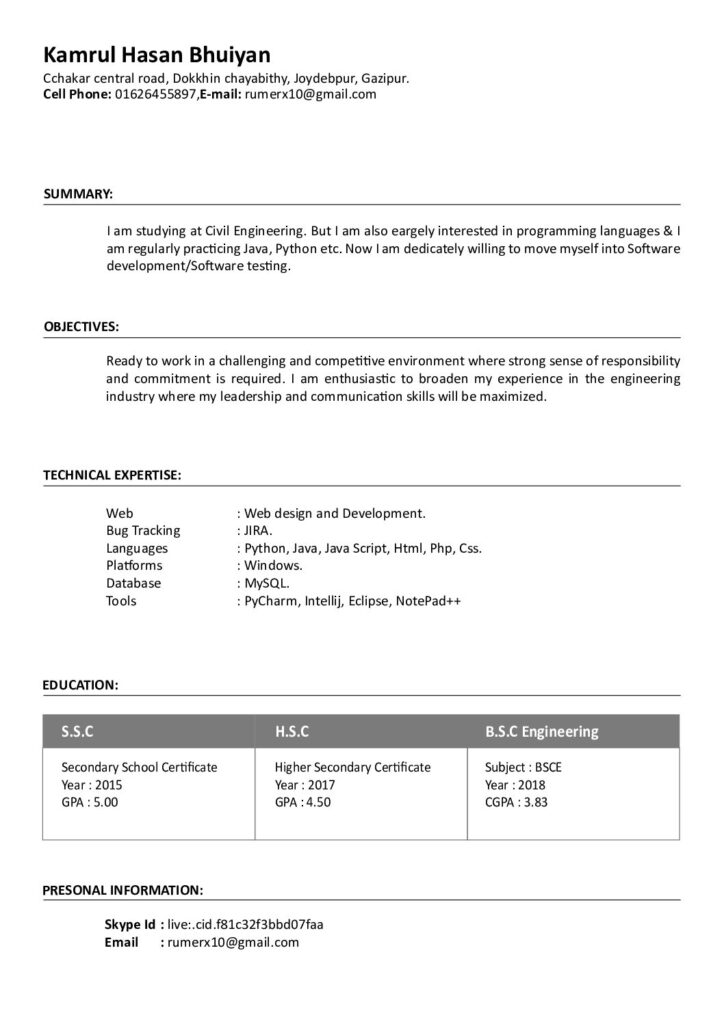 Kamrul Hasan Bhuiyan
Cchakar central road, Dokkhin chayabithy, Joydebpur, Gazipur.
Cell Phone: 01626455897,E-mail: rumerx10@gmail.com
SUMMARY:
I am studying at Civil Engineering. But I am also eargely interested in programming languages & I
am regularly practicing Java, Python etc. Now I am dedicately willing to move myself into Software
development/Software testing.
OBJECTIVES:
Ready to work in a challenging and competitive environment where strong sense of responsibility
and commitment is required. I am enthusiastic to broaden my experience in the engineering
industry where my leadership and communication skills will be maximized.
TECHNICAL EXPERTISE:
Web : Web design and Development.
Bug Tracking : JIRA.
Languages : Python, Java, Java Script, Html, Php, Css.
Platforms : Windows.
Database : MySQL.
Tools : PyCharm, Intellij, Eclipse, NotePad++
EDUCATION:
S.S.C H.S.C B.S.C Engineering
Secondary School Certificate Higher Secondary Certificate Subject : BSCE
Year : 2015 Year : 2017 Year : 2018
GPA : 5.00 GPA : 4.50 CGPA : 3.83
PRESONAL INFORMATION:
Skype Id : live:.cid.f81c32f3bbd07faa
Email : rumerx10@gmail.com